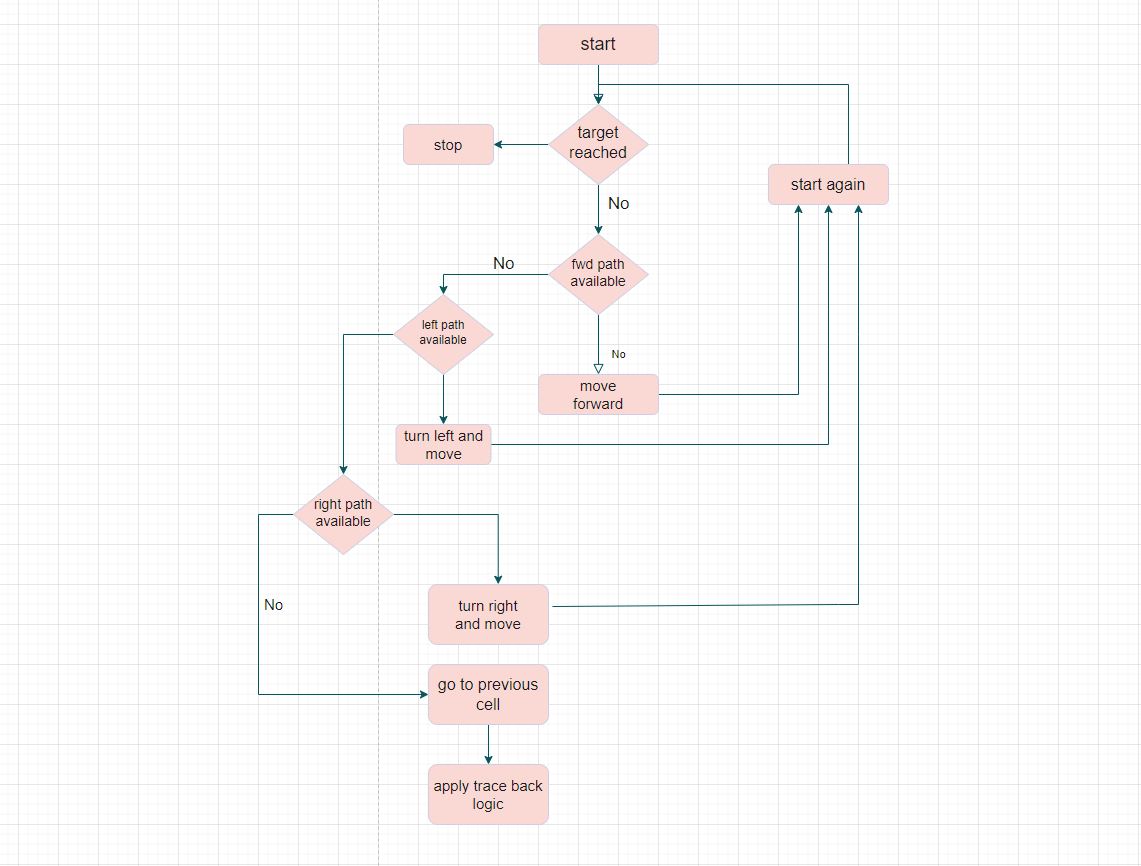 start
target
reached
stop
start again
No
fwd path
available
No
left path
available
No
move
forward
turn left and
move
right path
available
No
turn right
and move
go to previous
cell
apply trace back
logic